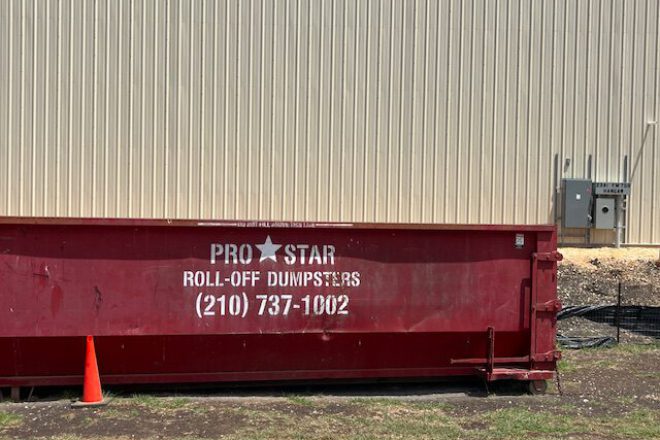 PRO★STAR
ROLL-OFF DUMPSTERS
(210) 737-1002